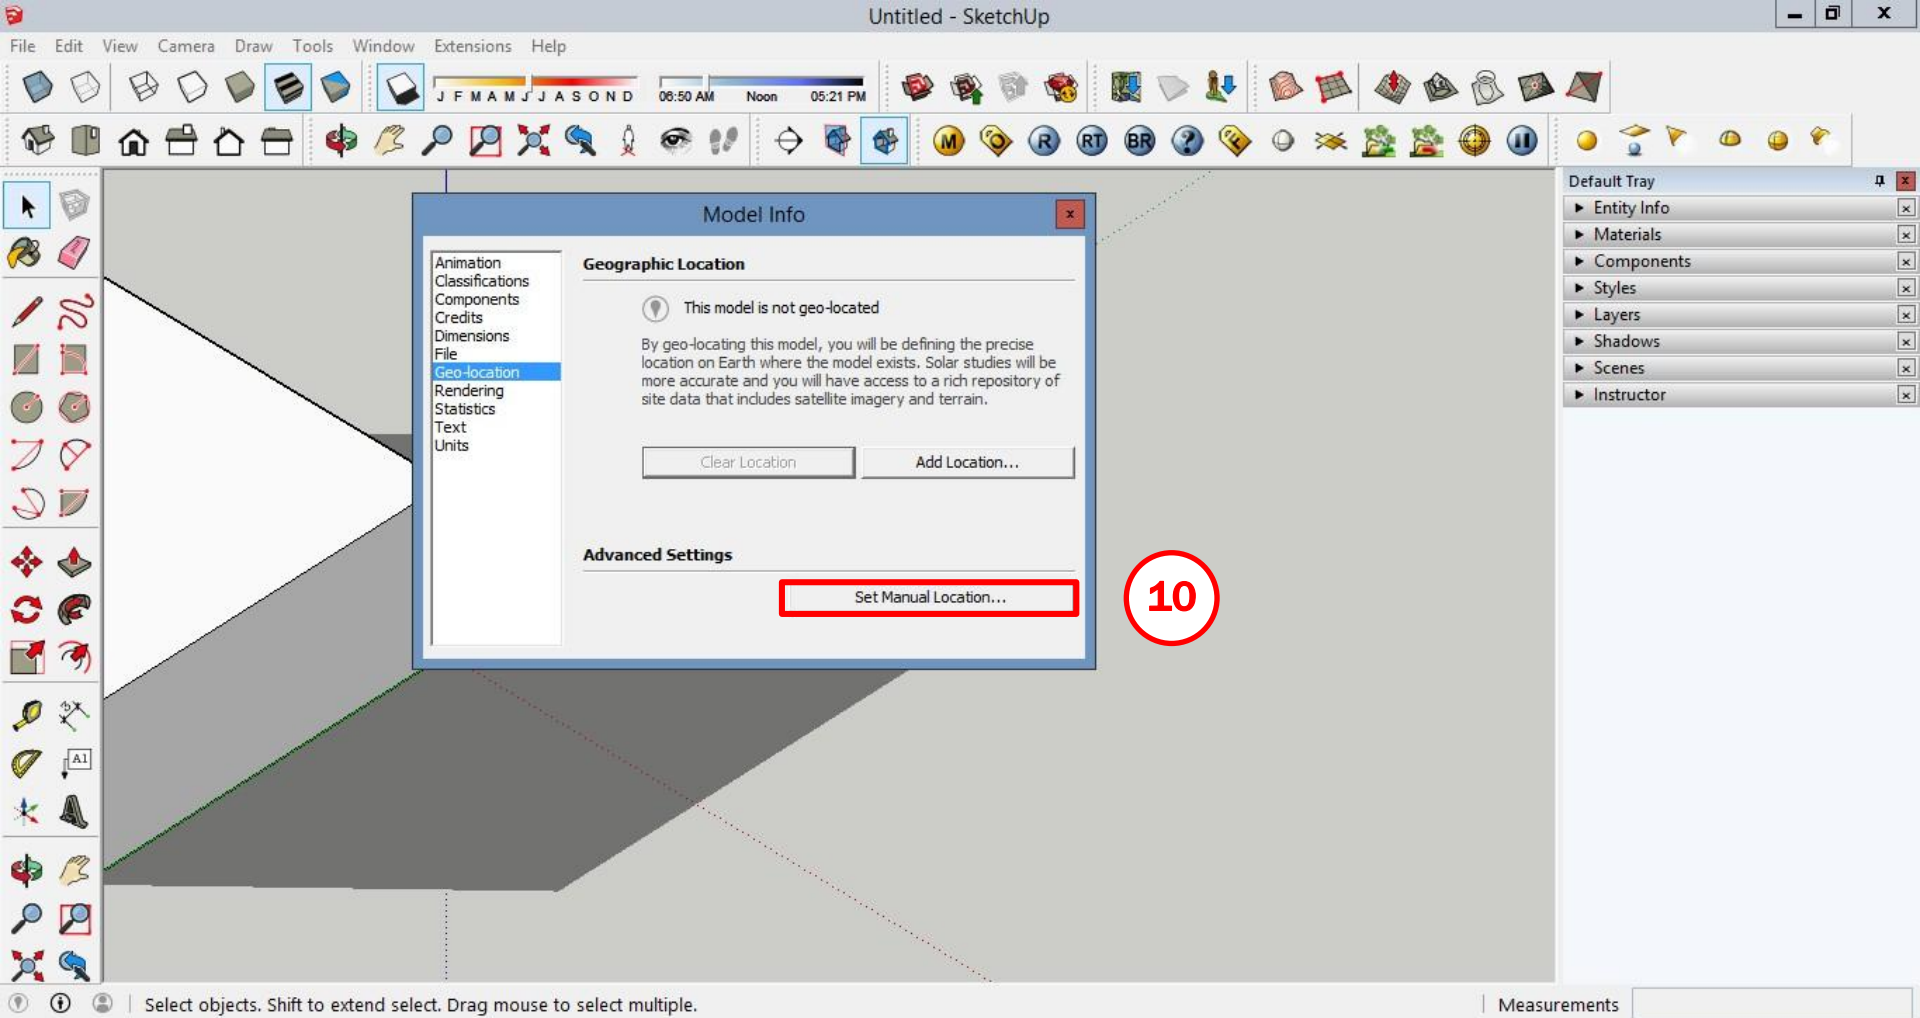 Untitled - SketchUp
File Edit View Camera Draw Tools Window Extensions Help
J F M A M J J A S O N D 06:50 AM Noon 05:21 PM
M R RT BR ?
Default Tray
Entity Info
Materials
Components
Styles
Layers
Shadows
Scenes
Instructor
Model Info
Animation
Classifications
Components
Credits
Dimensions
File
Geo-location
Rendering
Statistics
Text
Units
Geographic Location
This model is not geo-located
By geo-locating this model, you will be defining the precise
location on Earth where the model exists. Solar studies will be
more accurate and you will have access to a rich repository of
site data that includes satellite imagery and terrain.
Clear Location Add Location...
Advanced Settings
Set Manual Location...
10
A1
Select objects. Shift to extend select. Drag mouse to select multiple.
Measurements